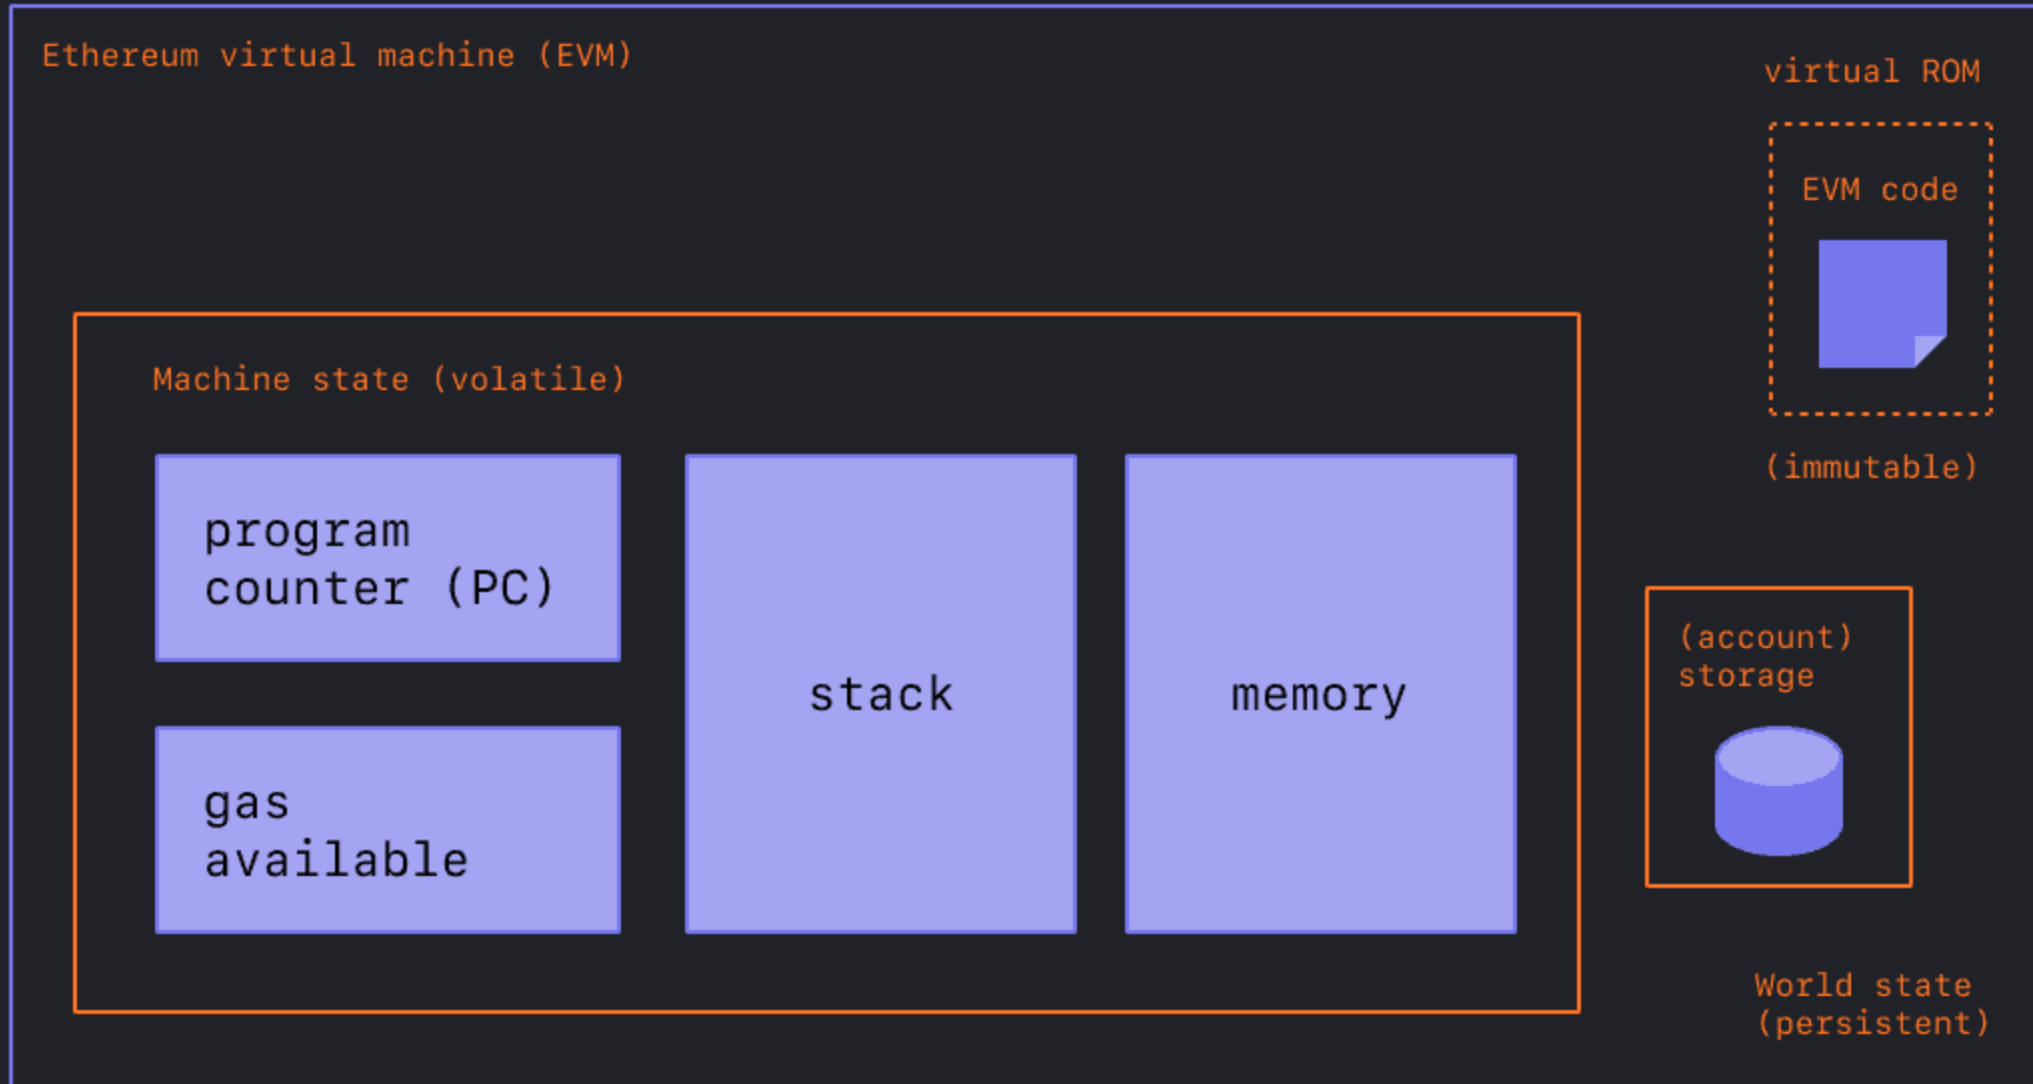 Ethereum virtual machine (EVM)
virtual ROM
EVM code
(immutable)
Machine state (volatile)
program
counter (PC)
gas
available
stack
memory
(account)
storage
World state
(persistent)